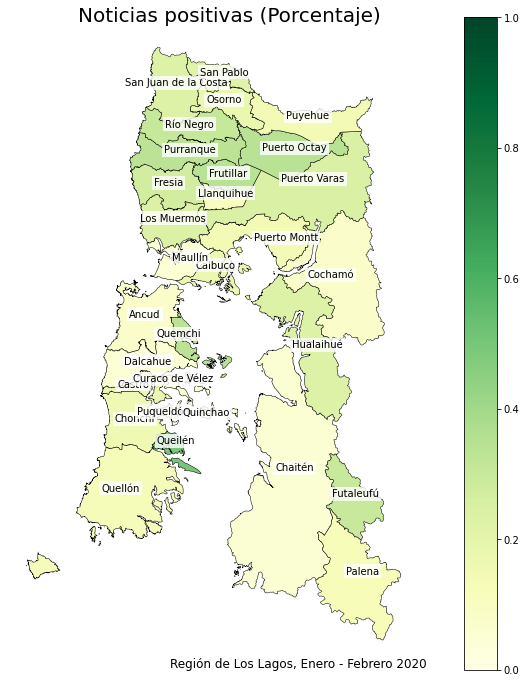 Noticias positivas (Porcentaje)
1.0
San Pablo
San Juan de la Costa
Osorno
Puyehue
Río Negro
0.8
Purranque
Puerto Octay
Frutillar
Fresia
Puerto Varas
Llanquihue
Los Muermos
Puerto Montt
Maullín
Calbuco
0.6
Cochamó
Ancud
Quemchi
Hualaihué
Dalcahue
Curaco de Vélez
Castro
0.4
Puqueldón
Quinchao
Chonchi
Queilén
Chaitén
Quellón
Futaleufú
0.2
Palena
0.0
Región de Los Lagos, Enero - Febrero 2020